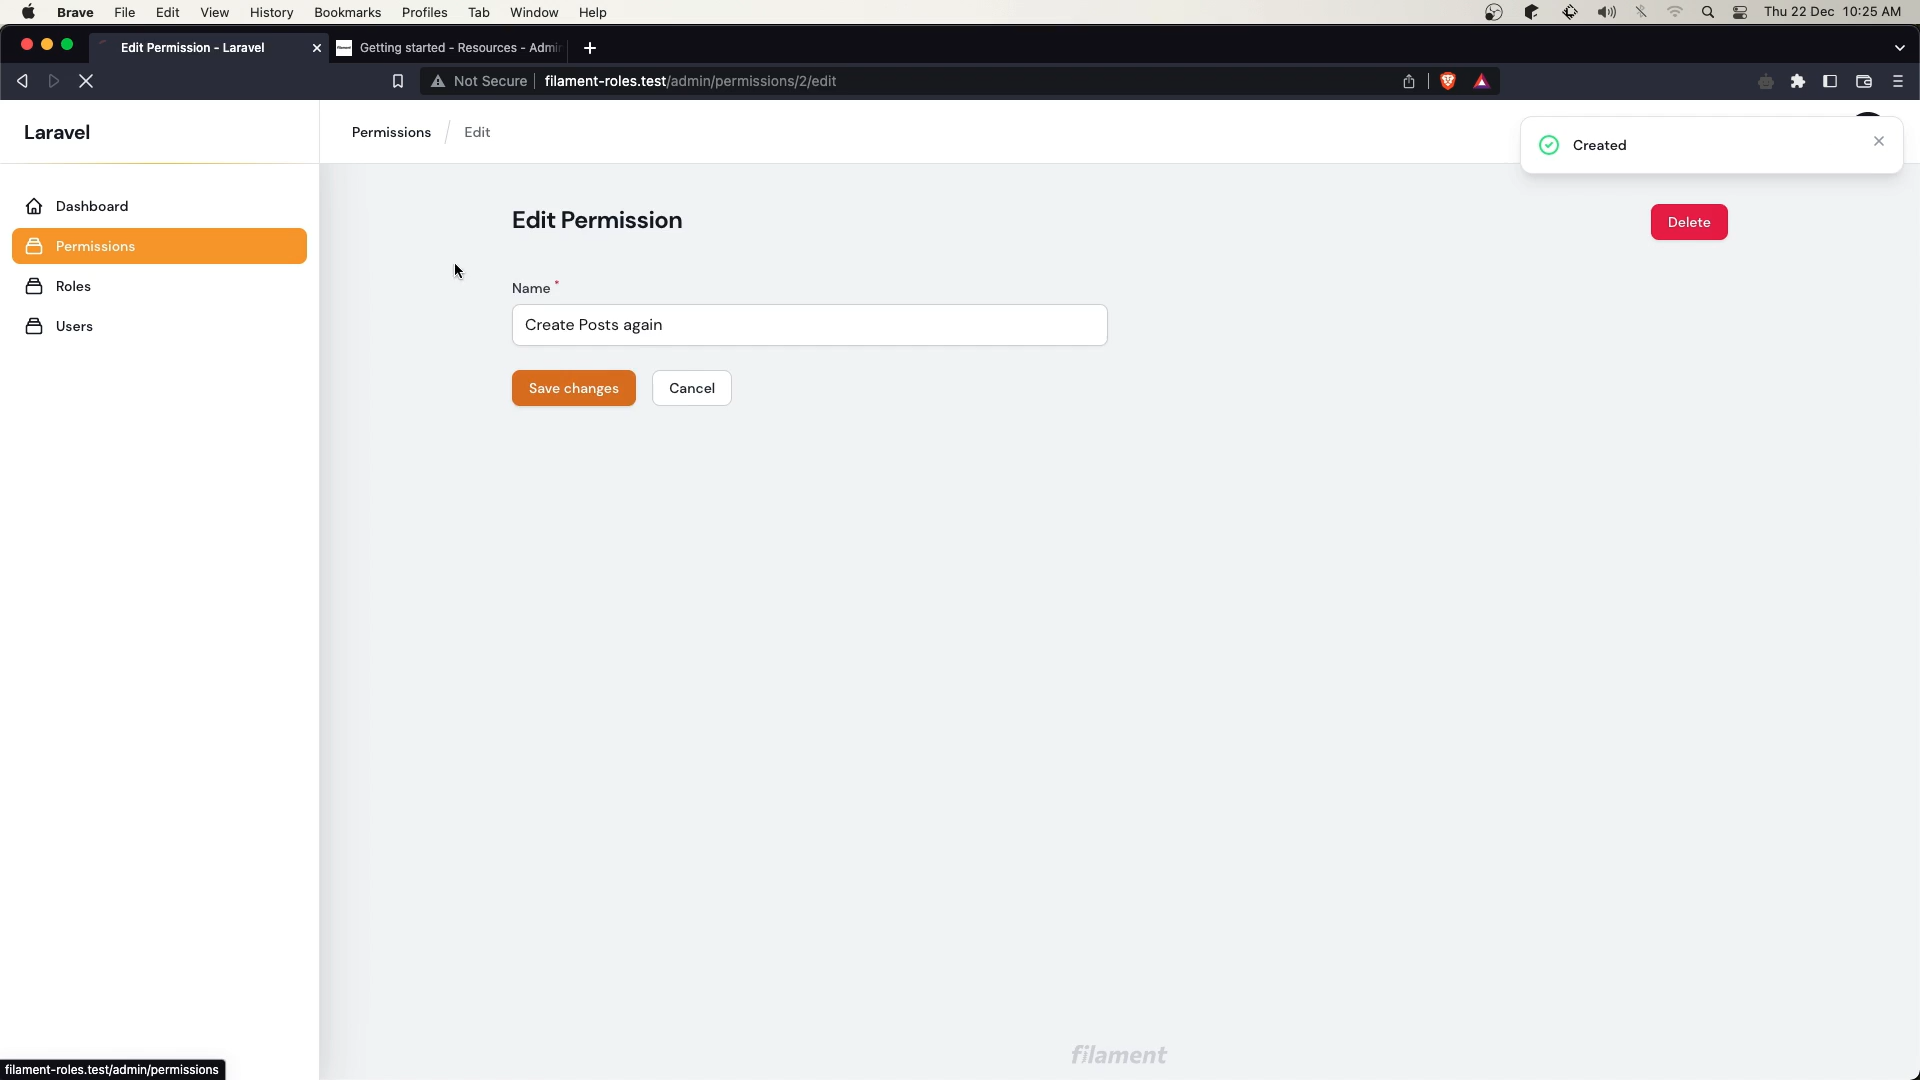 Brave File Edit View History Bookmarks Profiles Tab Window Help Thu 22 Dec 10:25 AM
Edit Permission - Laravel Getting started - Resources - Admi
Not Secure filament-roles.test/admin/permissions/2/edit
Laravel
Permissions / Edit
Created
Dashboard
Permissions
Roles
Users
Edit Permission
Delete
Name *
Create Posts again
Save changes Cancel
filament
filament-roles.test/admin/permissions